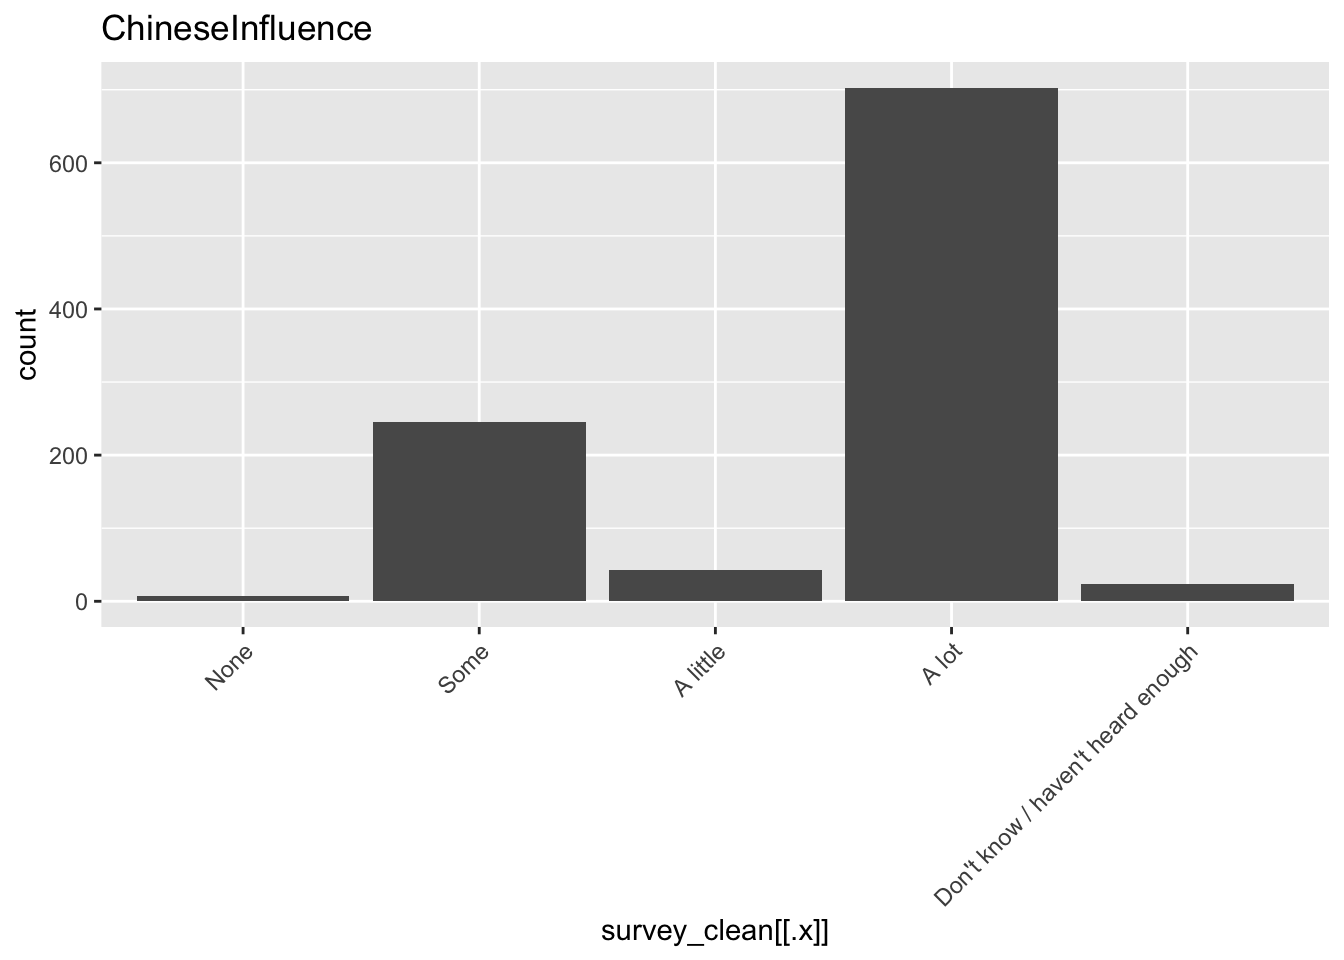 ChineseInfluence
count
600
400
200
0
None
Some
A little
A lot
Don't know / haven't heard enough
survey_clean[[.x]]